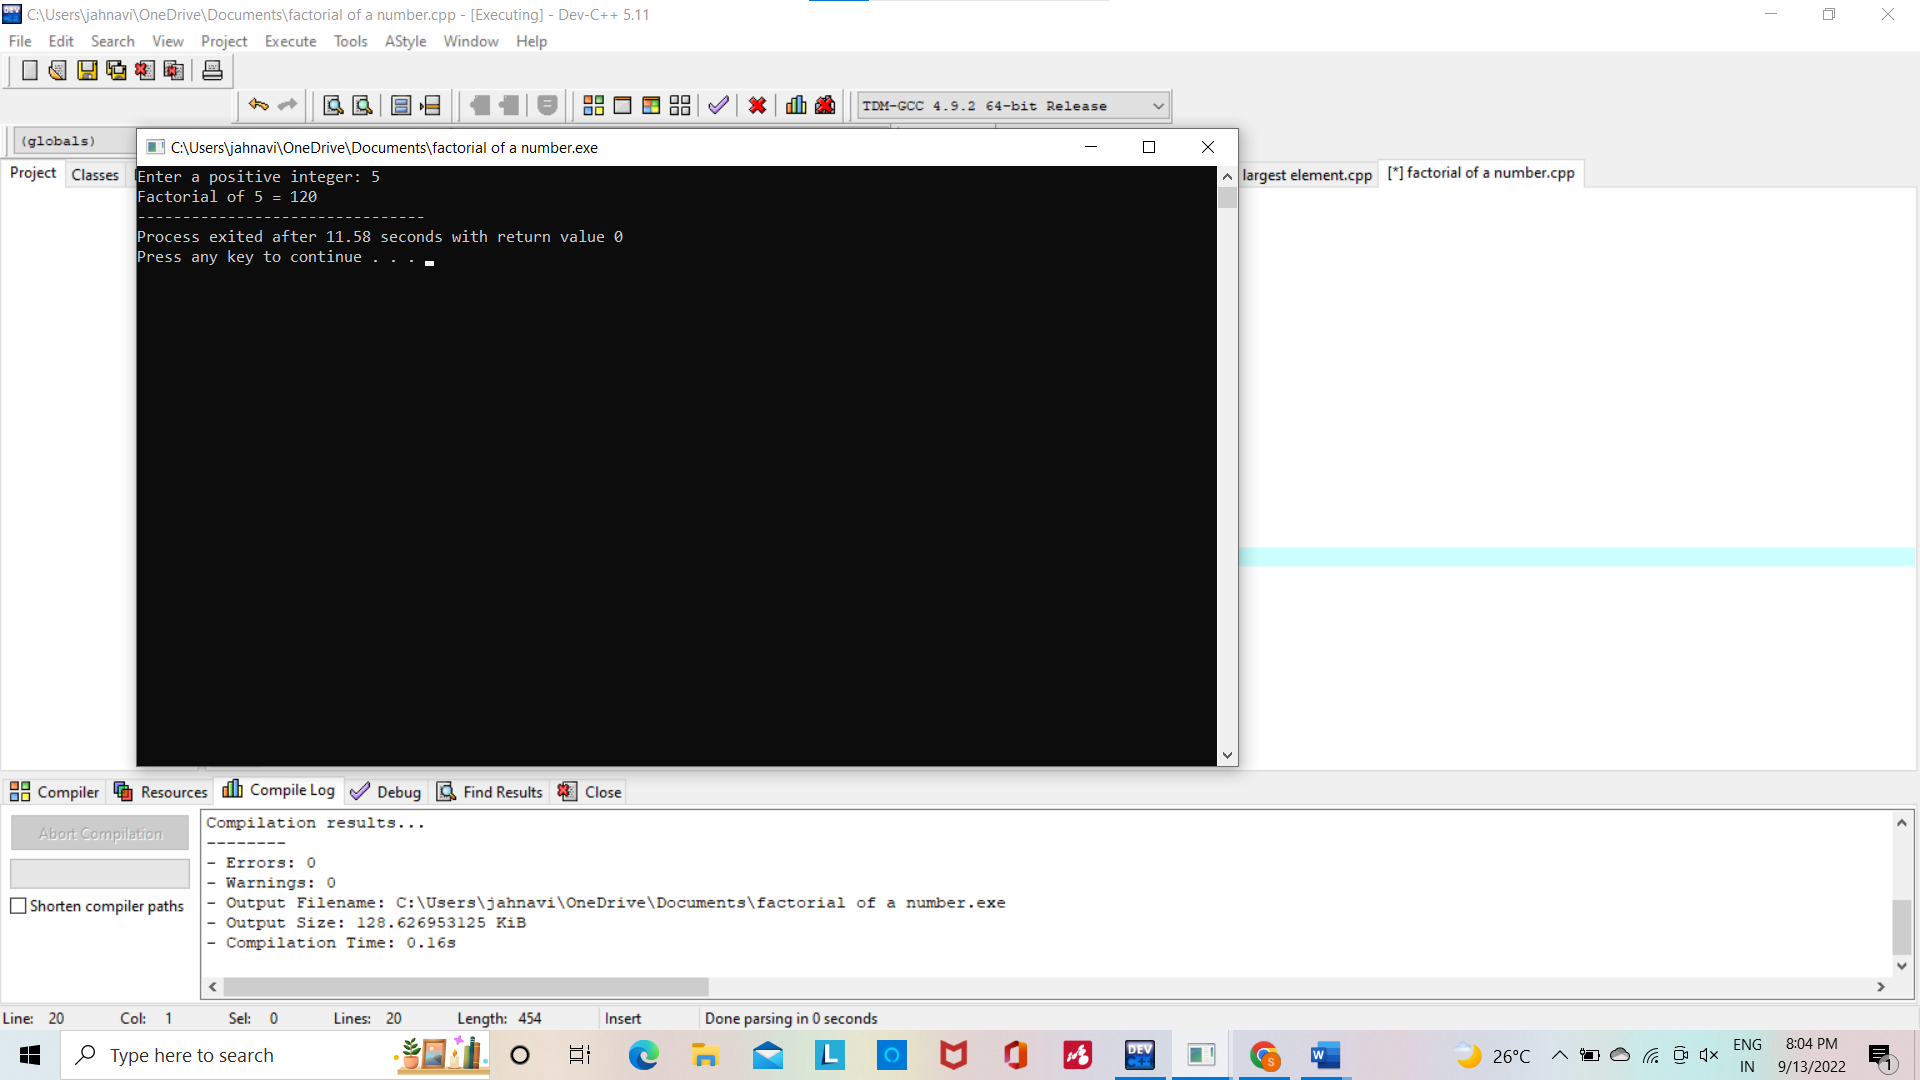 C:\Users\jahnavi\OneDrive\Documents\factorial of a number.cpp - [Executing] - Dev-C++ 5.11
File Edit Search View Project Execute Tools AStyle Window Help
TDM-GCC 4.9.2 64-bit Release
(globals)
C:\Users\jahnavi\OneDrive\Documents\factorial of a number.exe
Project Classes
largest element.cpp [*] factorial of a number.cpp
Enter a positive integer: 5
Factorial of 5 = 120
--------------------------------
Process exited after 11.58 seconds with return value 0
Press any key to continue . . .
Compiler Resources Compile Log Debug Find Results Close
Abort Compilation
Shorten compiler paths
Compilation results...
--------
- Errors: 0
- Warnings: 0
- Output Filename: C:\Users\jahnavi\OneDrive\Documents\factorial of a number.exe
- Output Size: 128.626953125 KiB
- Compilation Time: 0.16s
Line: 20 Col: 1 Sel: 0 Lines: 20 Length: 454 Insert Done parsing in 0 seconds
Type here to search
L
DEV
C++
S
W
26°C
ENG
IN
8:04 PM
9/13/2022
1